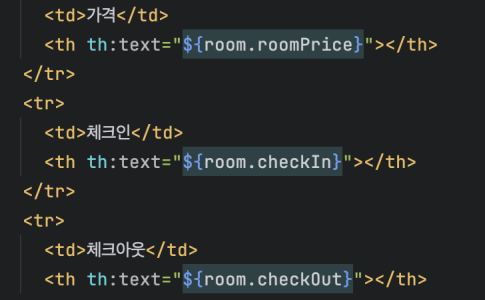 <td>가격</td>
<th th:text="${room.roomPrice}"></th>
</tr>
<tr>
<td>체크인</td>
<th th:text="${room.checkIn}"></th>
</tr>
<tr>
<td>체크아웃</td>
<th th:text="${room.checkOut}"></th>